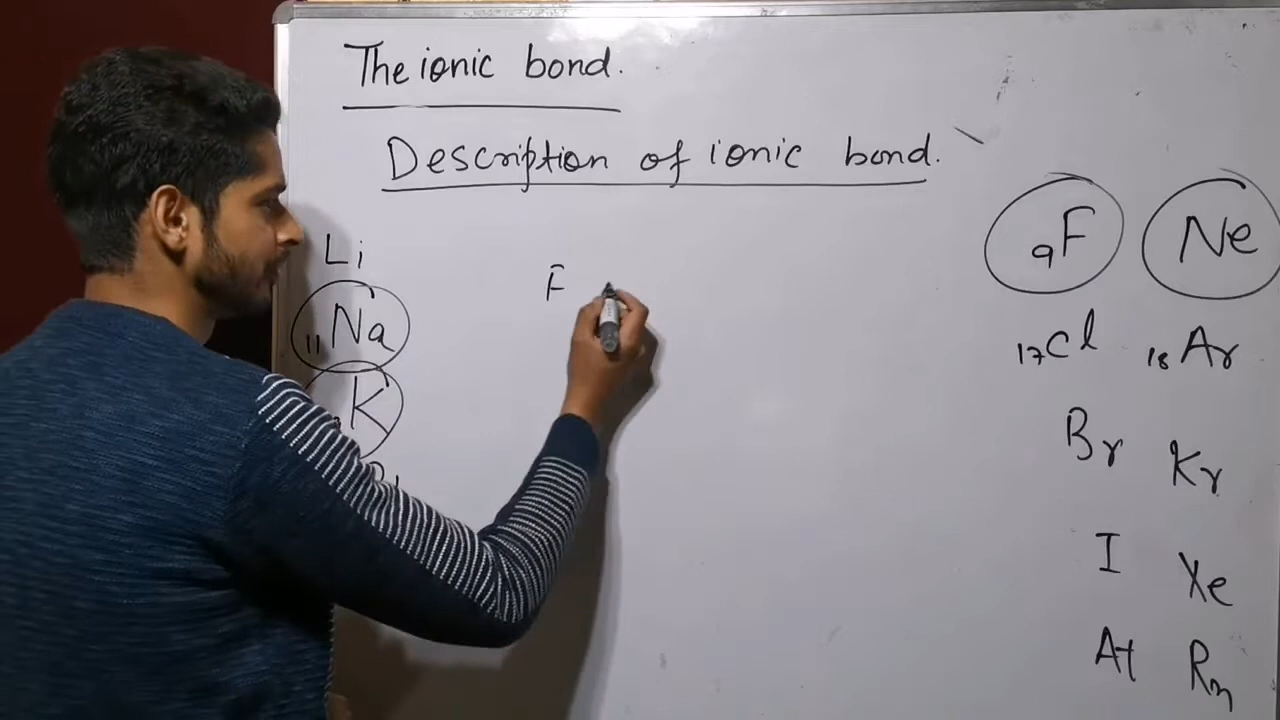 The ionic bond.
Description of ionic bond.
Li
11Na
K
F
9F Ne
17Cl 18Ar
Br Kr
I Xe
At Rn